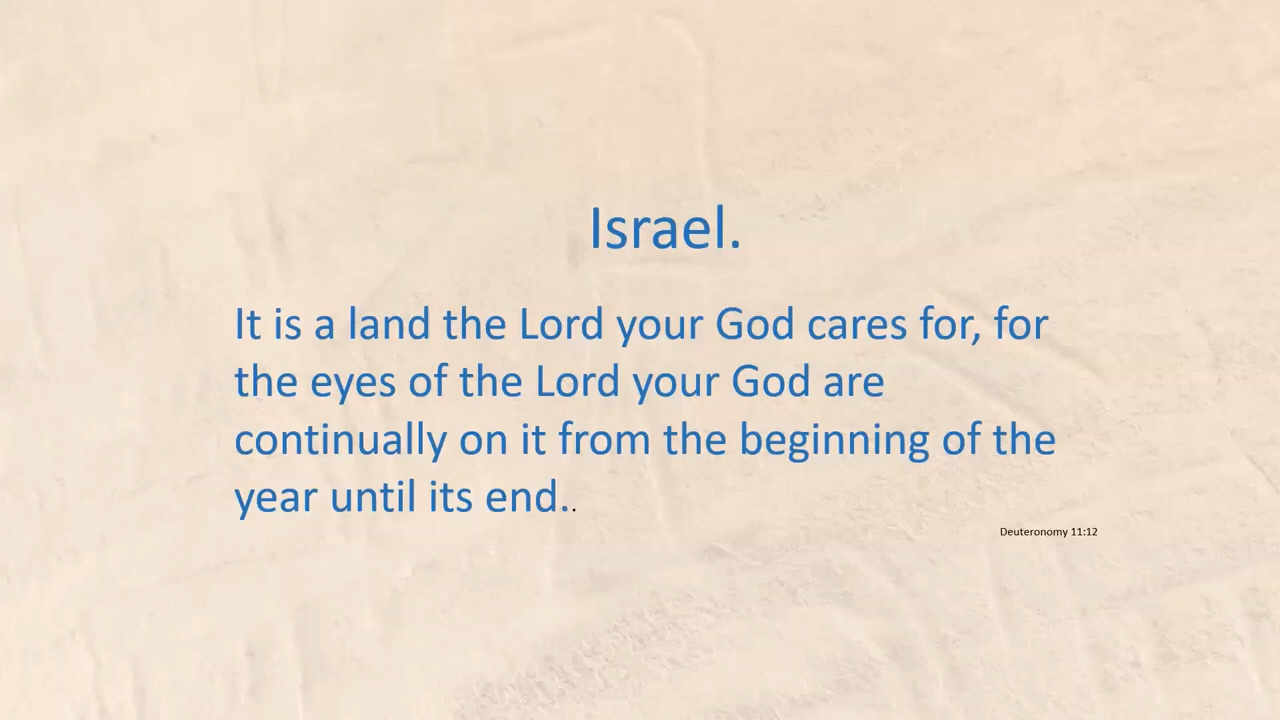 Israel.
It is a land the Lord your God cares for, for
the eyes of the Lord your God are
continually on it from the beginning of the
year until its end..
Deuteronomy 11:12